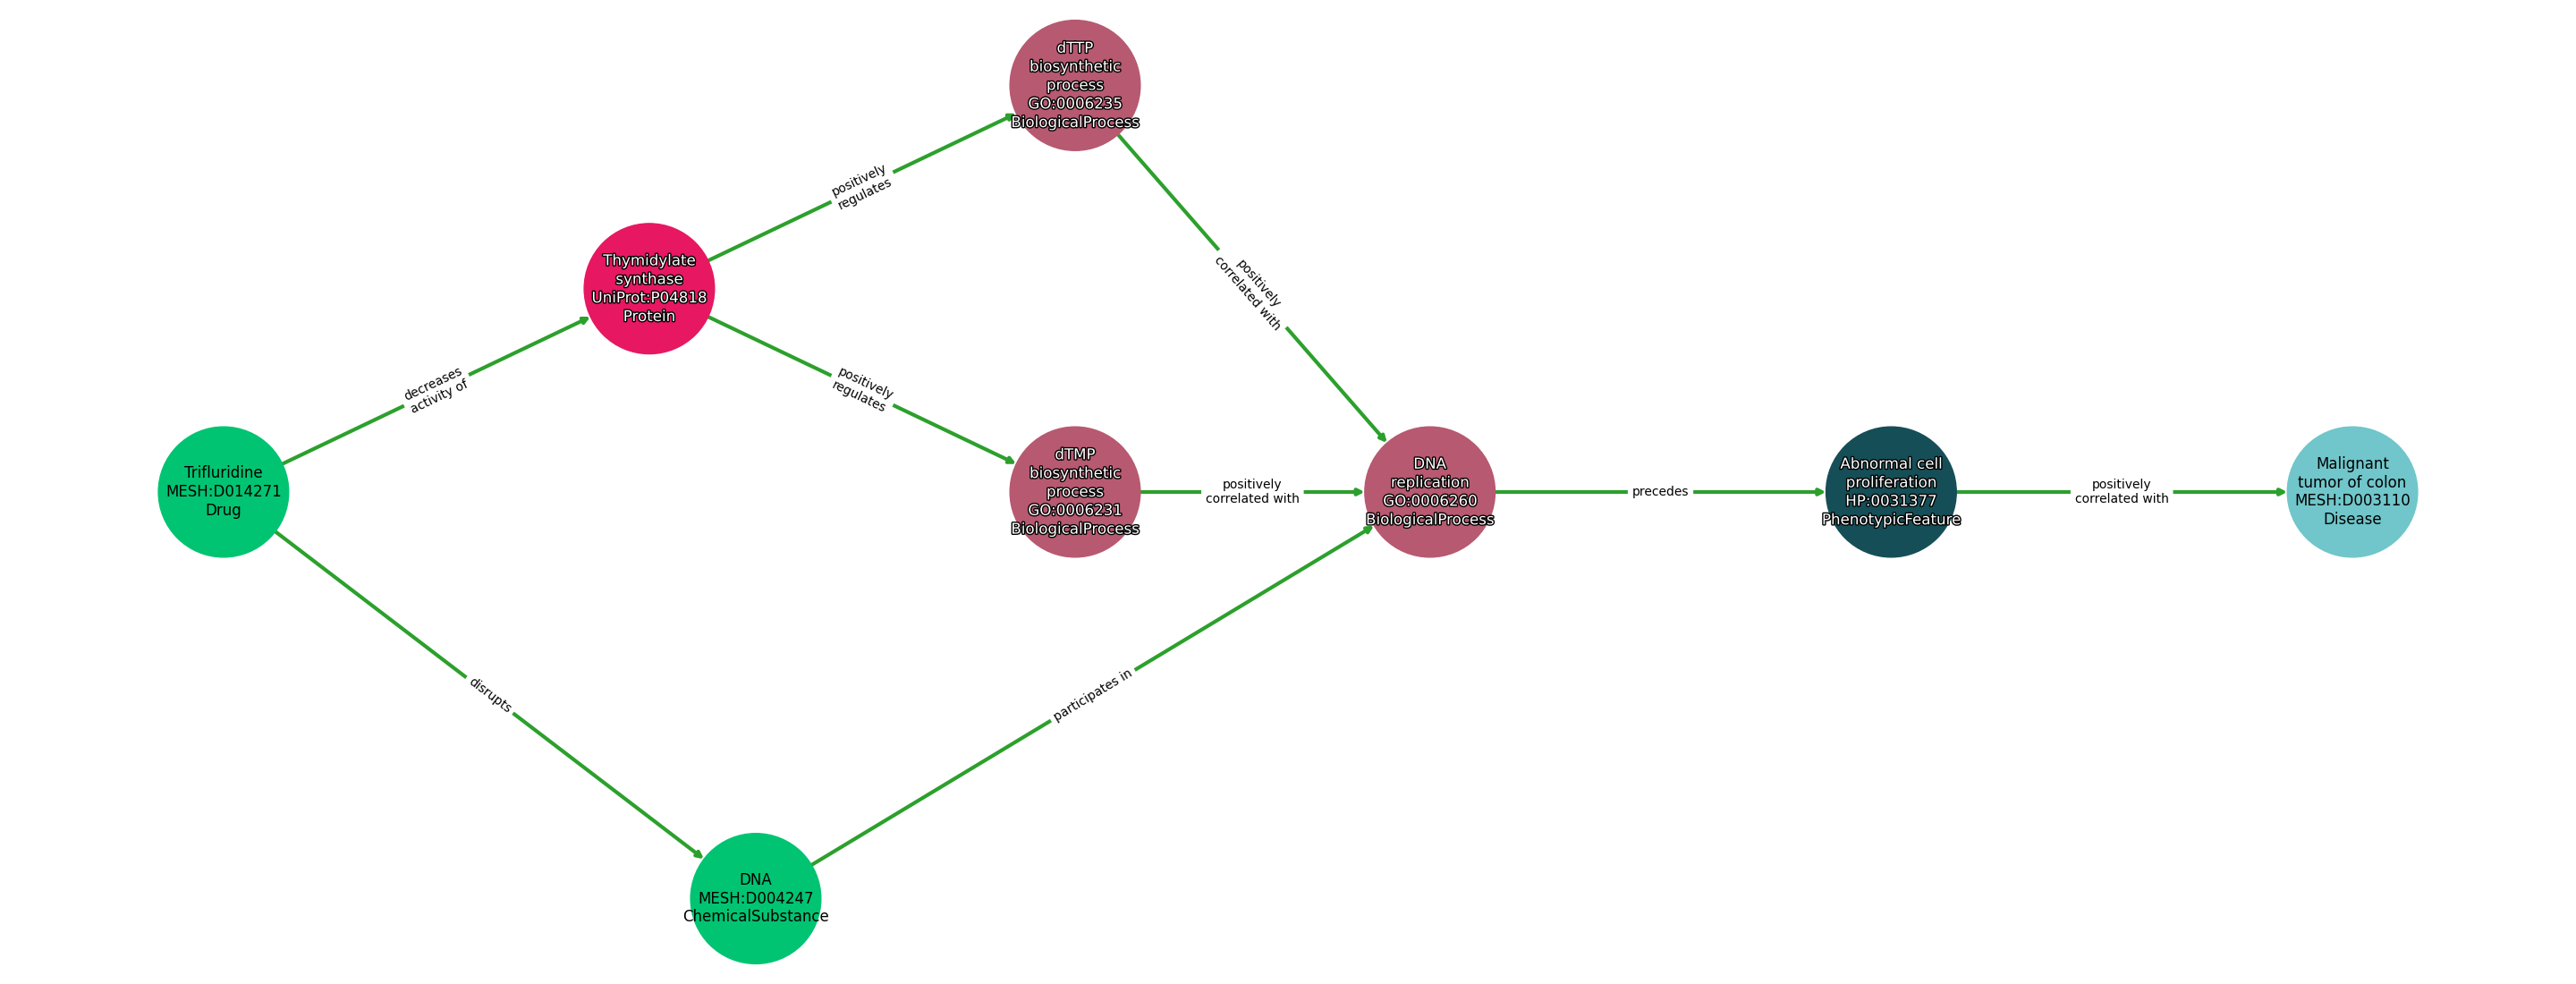 dTTP
biosynthetic
process
GO:0006235
BiologicalProcess
positively
regulates
Thymidylate
synthase
UniProt:P04818
Protein
positively
correlated with
decreases
activity of
positively
regulates
Trifluridine
MESH:D014271
Drug
dTMP
biosynthetic
process
GO:0006231
BiologicalProcess
positively
correlated with
DNA
replication
GO:0006260
BiologicalProcess
precedes
Abnormal cell
proliferation
HP:0031377
PhenotypicFeature
positively
correlated with
Malignant
tumor of colon
MESH:D003110
Disease
disrupts
participates in
DNA
MESH:D004247
ChemicalSubstance